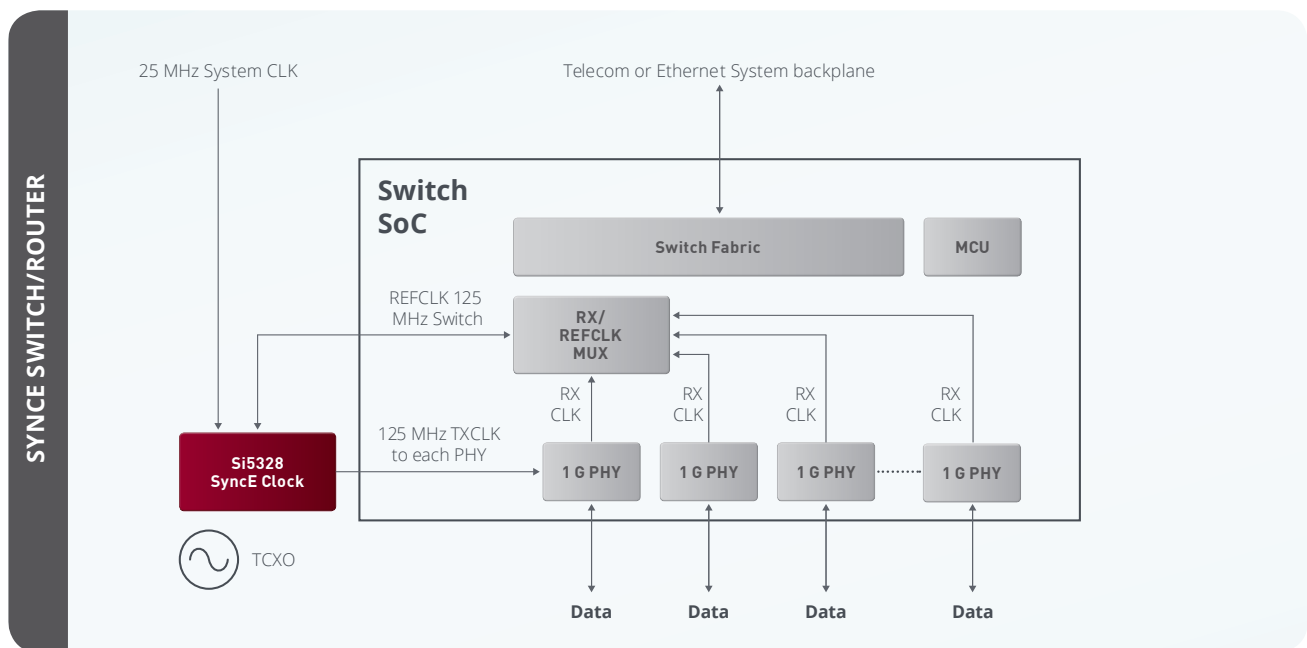 SYNCE SWITCH/ROUTER
25 MHz System CLK
Telecom or Ethernet System backplane
Switch
SoC
Switch Fabric
MCU
REFCLK 125
MHz Switch
RX/
REFCLK
MUX
RX
CLK
RX
CLK
RX
CLK
RX
CLK
125 MHz TXCLK
to each PHY
Si5328
SyncE Clock
1 G PHY
1 G PHY
1 G PHY
1 G PHY
TCXO
Data
Data
Data
Data